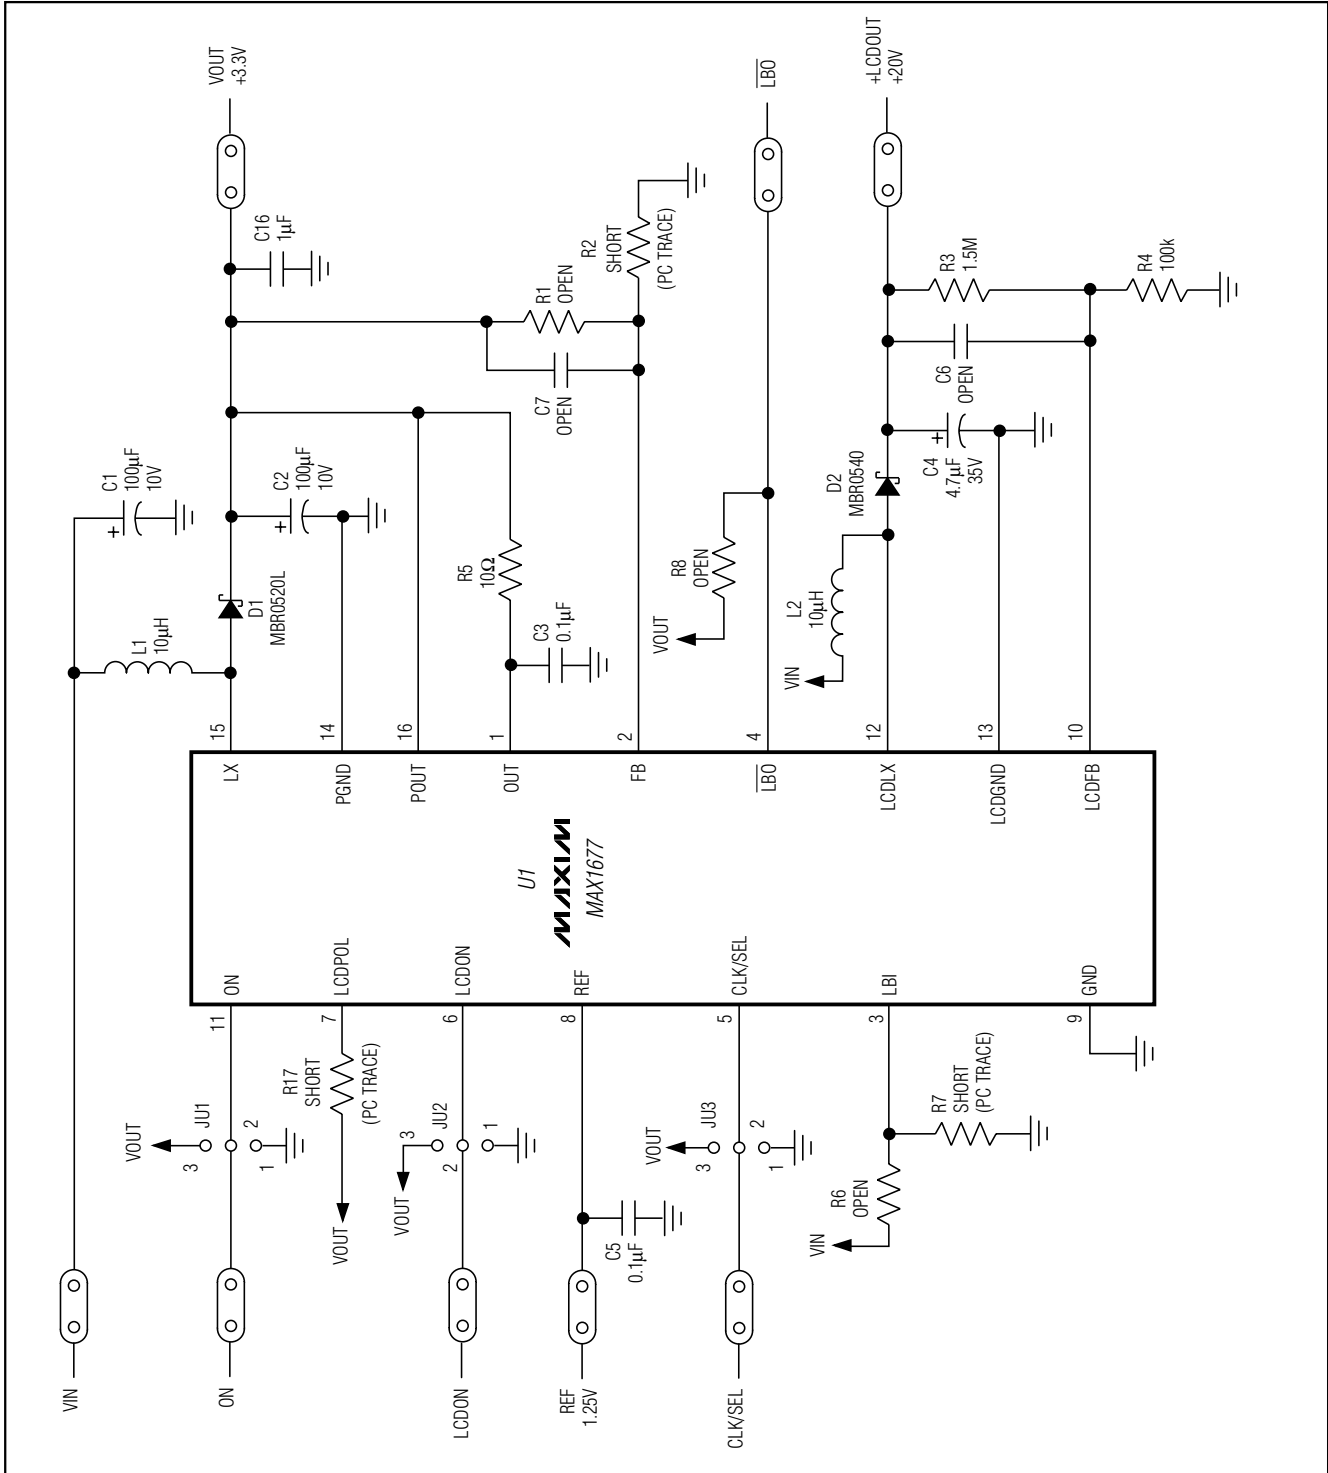 VOUT
+3.3V
LBO
+LCDOUT
+20V
C16
1µF
R2
SHORT
(PC TRACE)
R1
OPEN
C7
OPEN
R3
1.5M
R4
100k
C6
OPEN
C1
100µF
10V
+
C2
100µF
10V
+
D2
MBR0540
C4
4.7µF
35V
+
R5
10Ω
R8
OPEN
VOUT
D1
MBR0520L
L1
10µH
C3
0.1µF
L2
10µH
VIN
15
14
16
1
2
4
12
13
10
LX
PGND
POUT
OUT
FB
LBO
LCDLX
LCDGND
LCDFB
U1
MAXIM
MAX1677
ON
LCDPOL
LCDON
REF
CLK/SEL
LBI
GND
11
7
6
8
5
3
9
R17
SHORT
(PC TRACE)
VOUT
JU1
VOUT
3
2
1
JU2
VOUT
3
2
1
JU3
VOUT
3
2
1
R7
SHORT
(PC TRACE)
R6
OPEN
VIN
C5
0.1µF
VIN
ON
LCDON
REF
1.25V
CLK/SEL